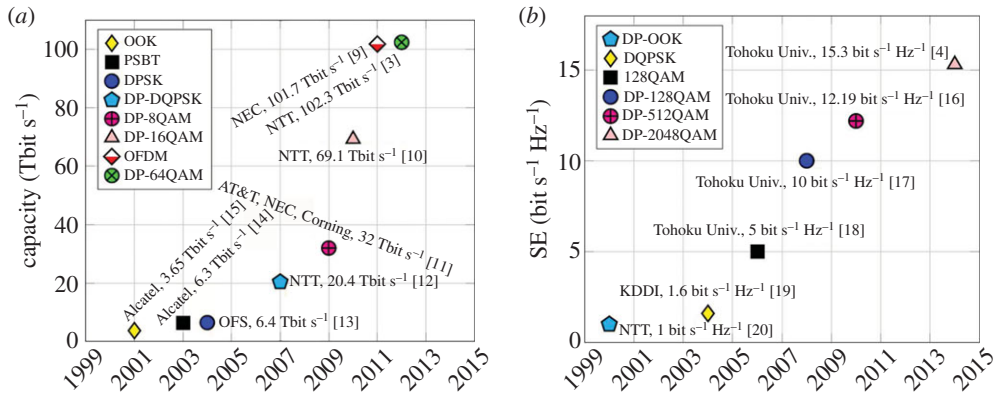 (a)
OOK
PSBT
DPSK
DP-DQPSK
DP-8QAM
DP-16QAM
OFDM
DP-64QAM
NEC, 101.7 Tbit s⁻¹ [9]
NTT, 102.3 Tbit s⁻¹ [3]
NTT, 69.1 Tbit s⁻¹ [10]
AT&T, NEC, Corning, 32 Tbit s⁻¹ [11]
Alcatel, 3.65 Tbit s⁻¹ [15]
Alcatel, 6.3 Tbit s⁻¹ [14]
NTT, 20.4 Tbit s⁻¹ [12]
OFS, 6.4 Tbit s⁻¹ [13]
capacity (Tbit s⁻¹)
100
80
60
40
20
0
1999 2001 2003 2005 2007 2009 2011 2013 2015
(b)
DP-OOK
DQPSK
128QAM
DP-128QAM
DP-512QAM
DP-2048QAM
Tohoku Univ., 15.3 bit s⁻¹ Hz⁻¹ [4]
Tohoku Univ., 12.19 bit s⁻¹ Hz⁻¹ [16]
Tohoku Univ., 10 bit s⁻¹ Hz⁻¹ [17]
Tohoku Univ., 5 bit s⁻¹ Hz⁻¹ [18]
KDDI, 1.6 bit s⁻¹ Hz⁻¹ [19]
NTT, 1 bit s⁻¹ Hz⁻¹ [20]
SE (bit s⁻¹ Hz⁻¹)
15
10
5
0
1999 2001 2003 2005 2007 2009 2011 2013 2015